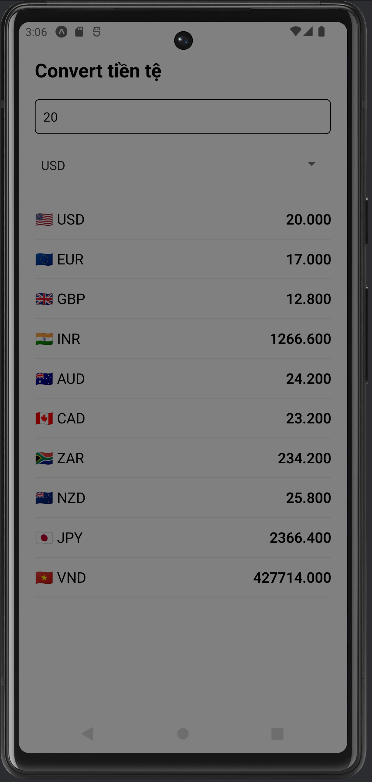 3:06
Convert tiền tệ
20
USD
USD 20.000
EUR 17.000
GBP 12.800
INR 1266.600
AUD 24.200
CAD 23.200
ZAR 234.200
NZD 25.800
JPY 2366.400
VND 427714.000